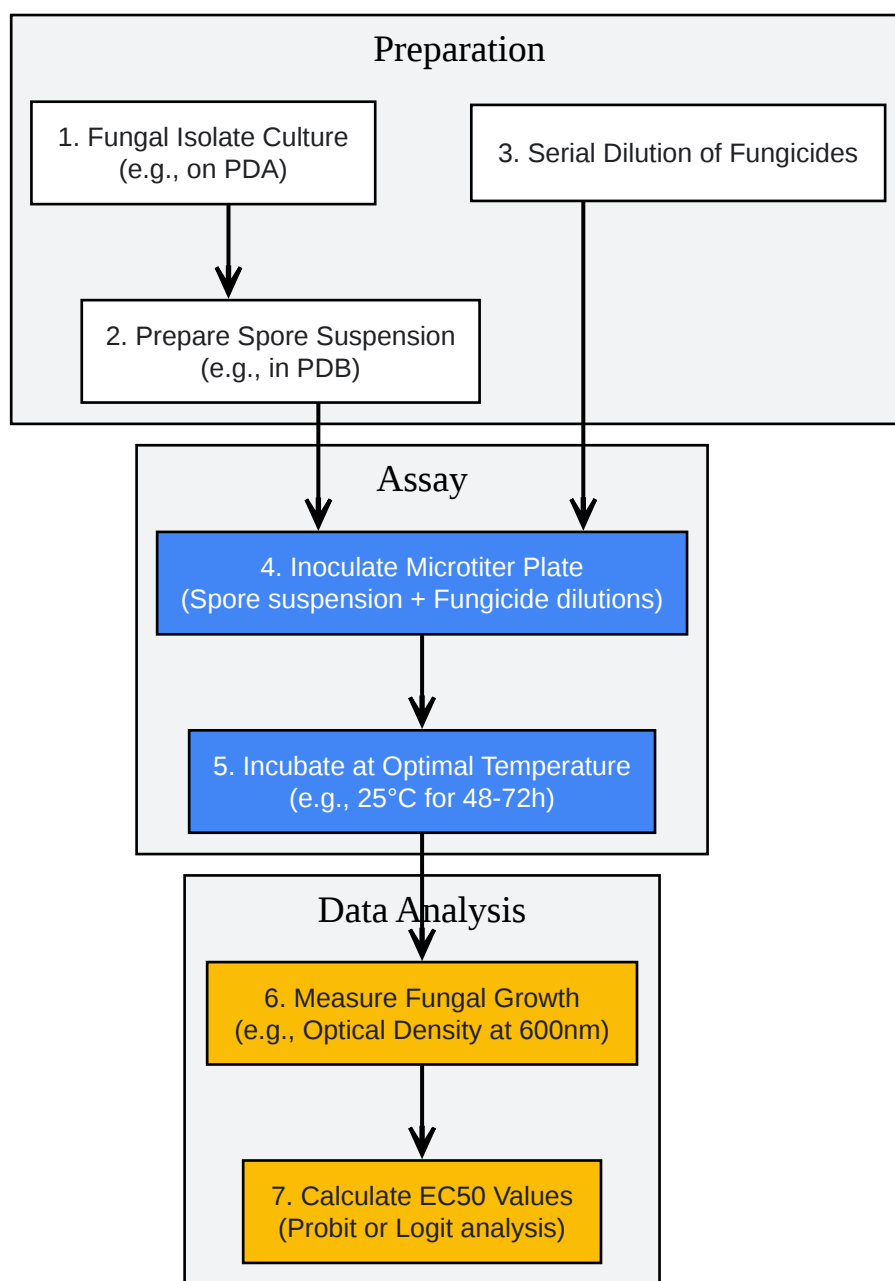 Preparation
1. Fungal Isolate Culture
(e.g., on PDA)
3. Serial Dilution of Fungicides
2. Prepare Spore Suspension
(e.g., in PDB)
Assay
4. Inoculate Microtiter Plate
(Spore suspension + Fungicide dilutions)
5. Incubate at Optimal Temperature
(e.g., 25°C for 48-72h)
Data Analysis
6. Measure Fungal Growth
(e.g., Optical Density at 600nm)
7. Calculate EC50 Values
(Probit or Logit analysis)